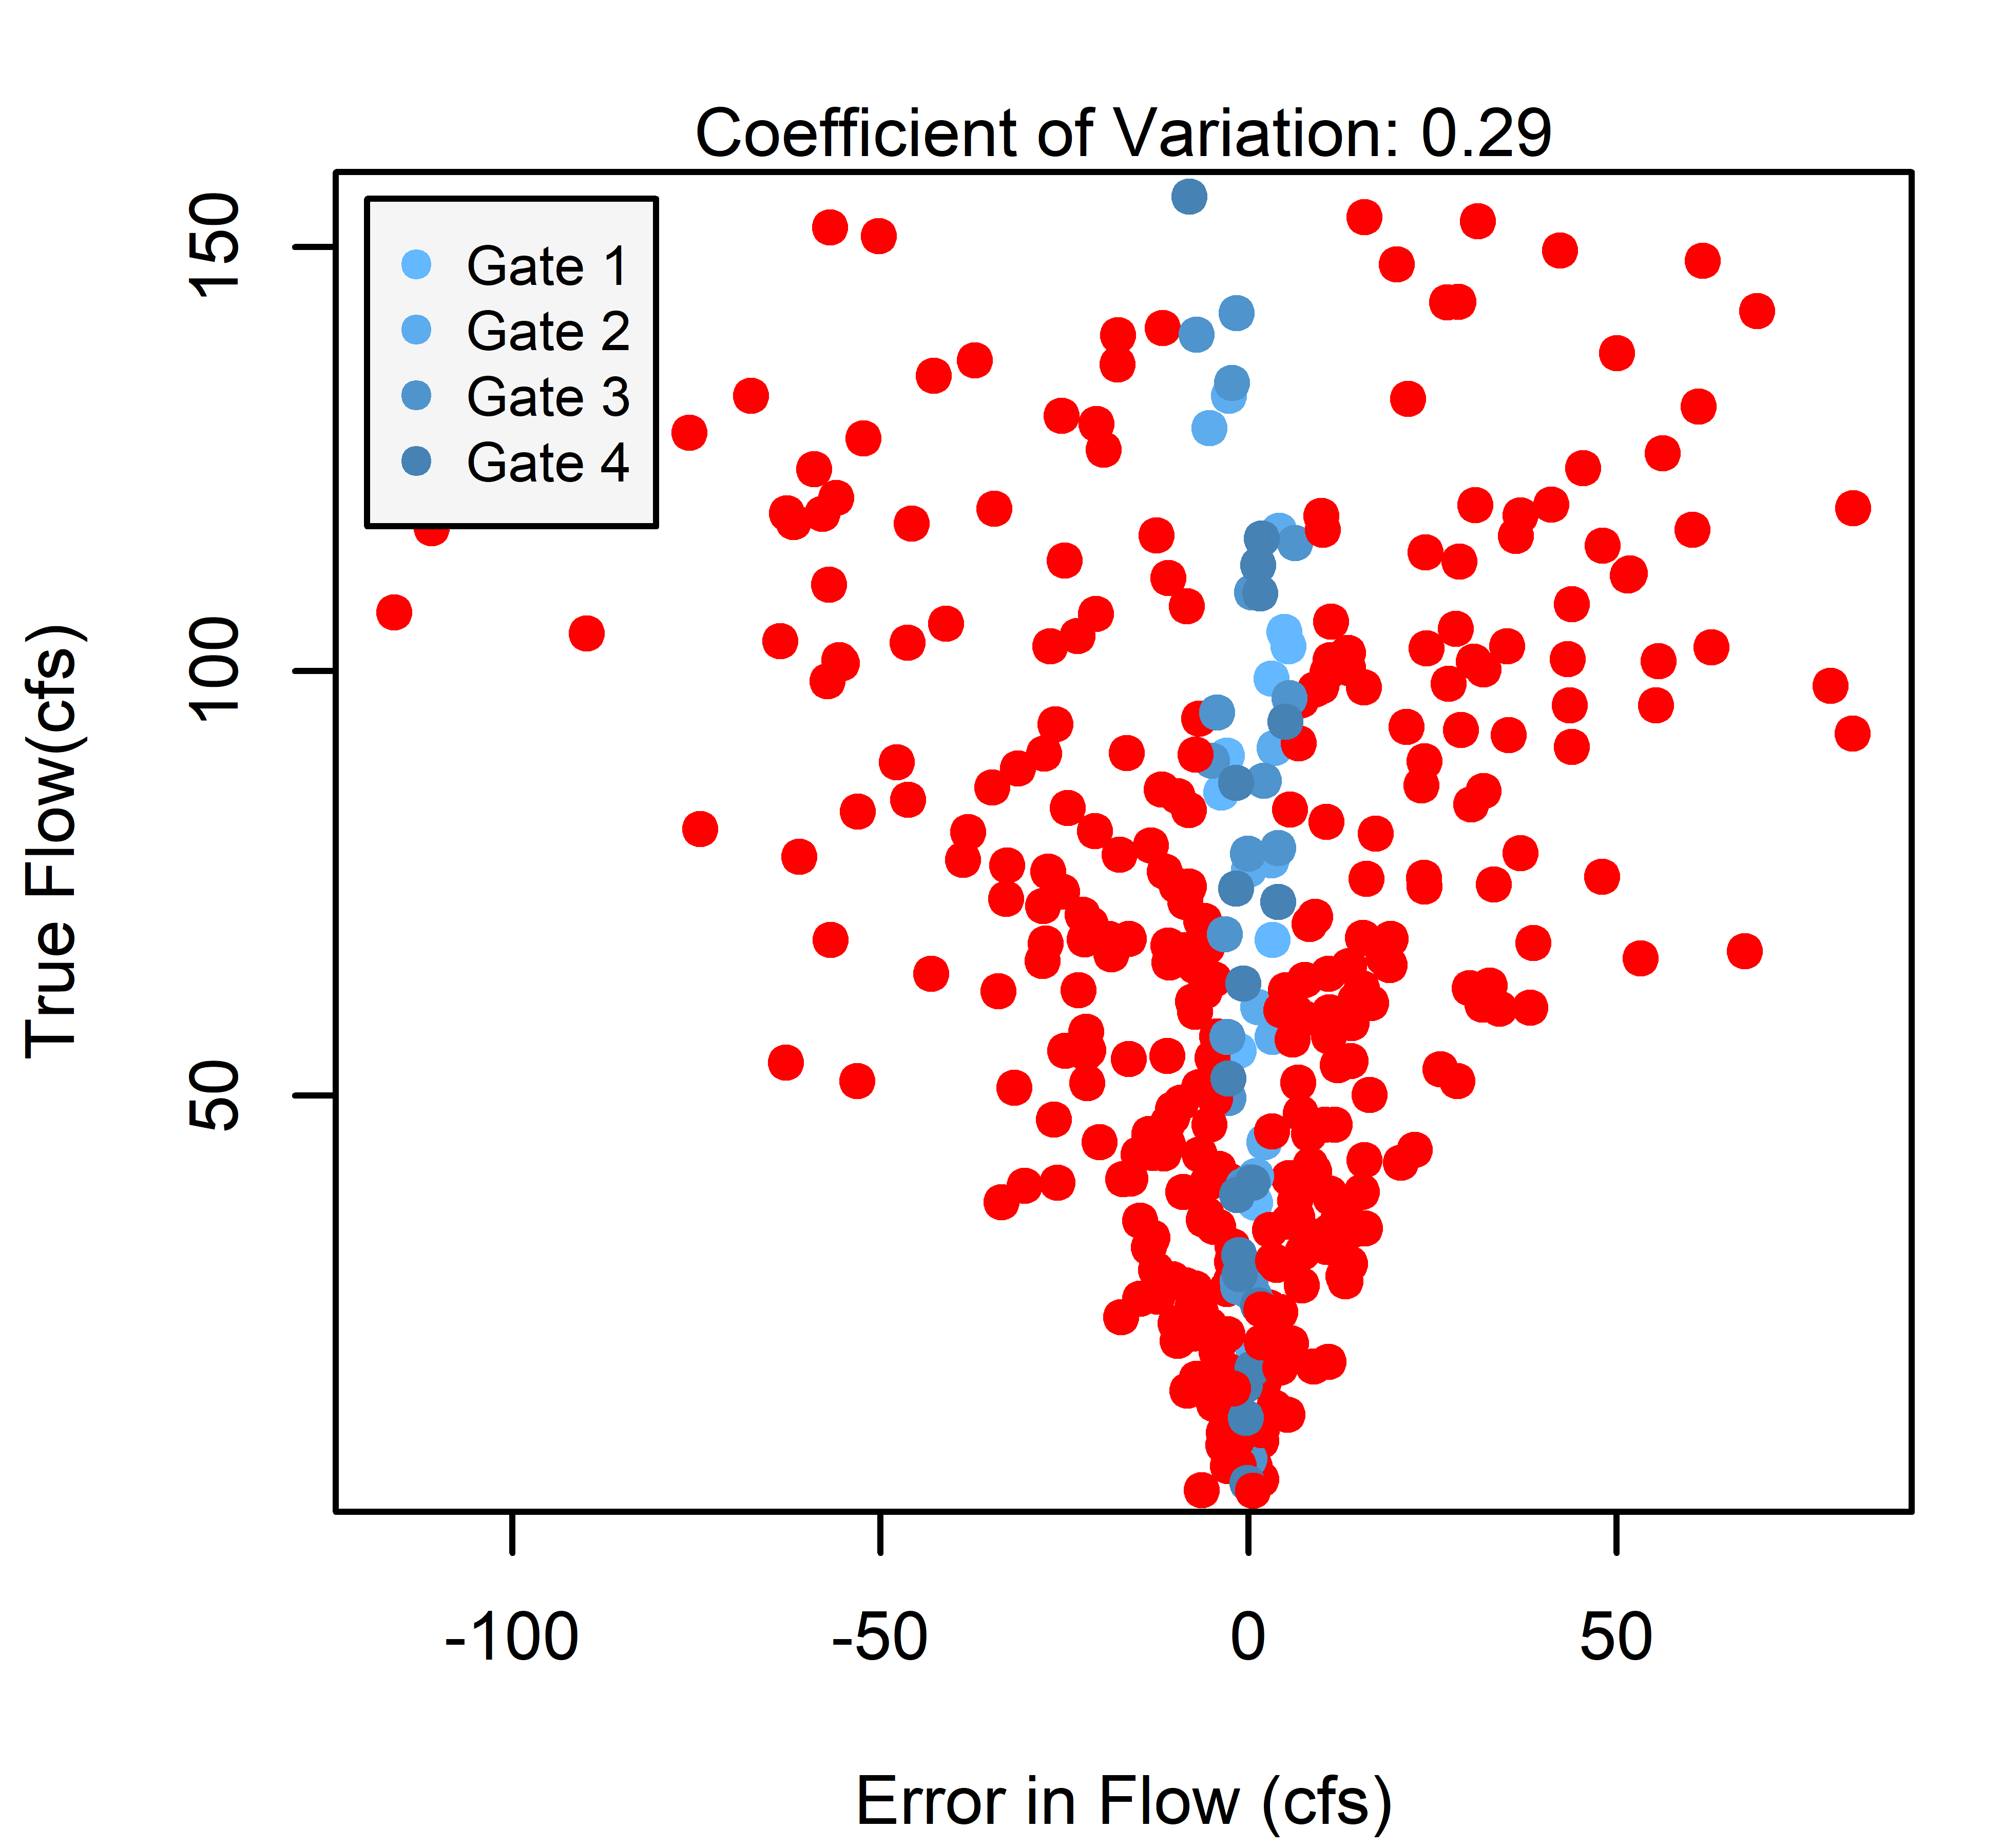 Coefficient of Variation: 0.29
Gate 1
Gate 2
Gate 3
Gate 4
True Flow(cfs)
150
100
50
-100
-50
0
50
Error in Flow (cfs)